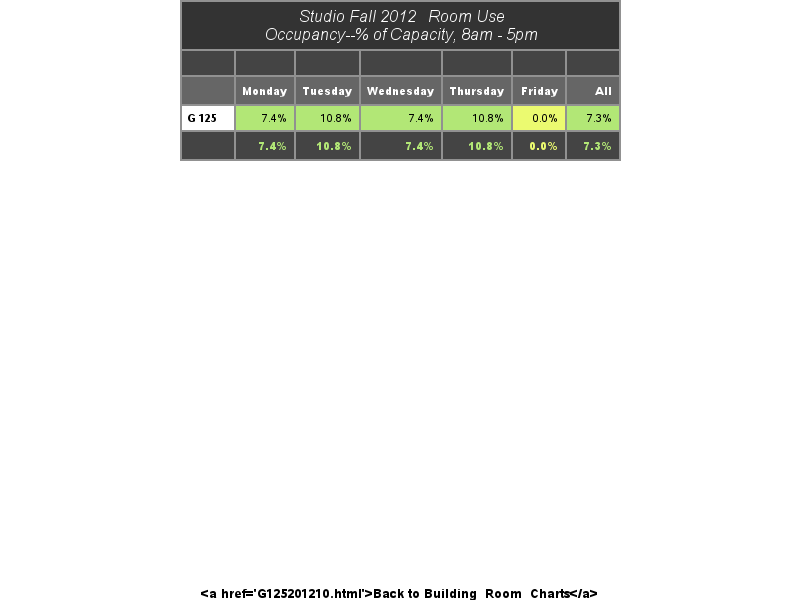 Studio Fall 2012 Room Use
Occupancy--% of Capacity, 8am - 5pm
Monday Tuesday Wednesday Thursday Friday All
G 125 7.4% 10.8% 7.4% 10.8% 0.0% 7.3%
7.4% 10.8% 7.4% 10.8% 0.0% 7.3%
<a href='G125201210.html'>Back to Building Room Charts</a>